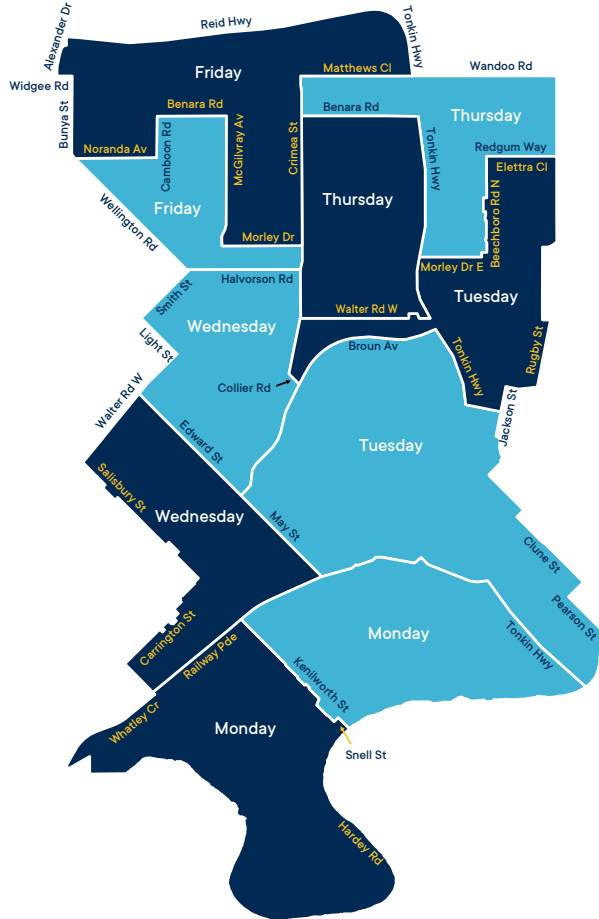 Alexander Dr
Reid Hwy
Tonkin Hwy
Friday
Matthews Cl
Wandoo Rd
Widgee Rd
Bunya St
Benara Rd
Benara Rd
Thursday
Noranda Av
Camboon Rd
McGilvray Av
Crimea St
Tonkin Hwy
Redgum Way
Elettra Cl
Beechboro Rd N
Thursday
Friday
Wellington Rd
Morley Dr
Morley Dr E
Halvorson Rd
Smith St
Tuesday
Walter Rd W
Wednesday
Light St
Broun Av
Tonkin Hwy
Rugby St
Collier Rd
Walter Rd W
Jackson St
Edward St
Tuesday
Salisbury St
Wednesday
May St
Clune St
Pearson St
Carrington St
Railway Pde
Monday
Tonkin Hwy
Kenilworth St
Whatley Cr
Monday
Snell St
Hardey Rd